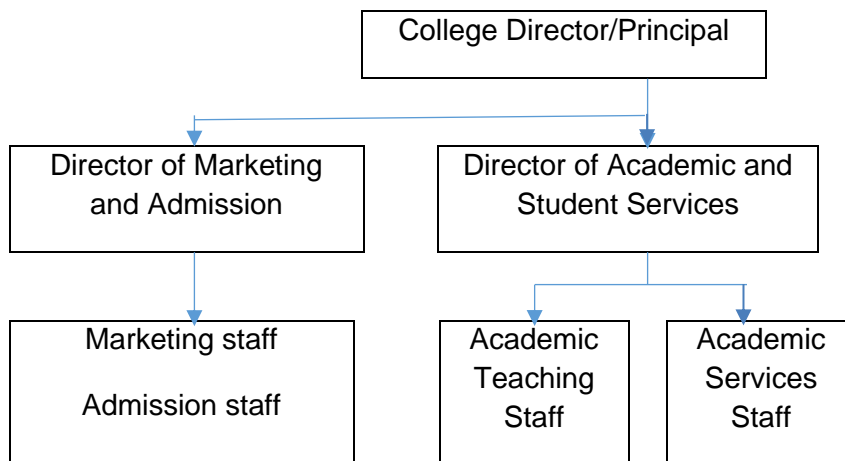 College Director/Principal
Director of Marketing
and Admission
Director of Academic and
Student Services
Marketing staff
Admission staff
Academic
Teaching
Staff
Academic
Services
Staff